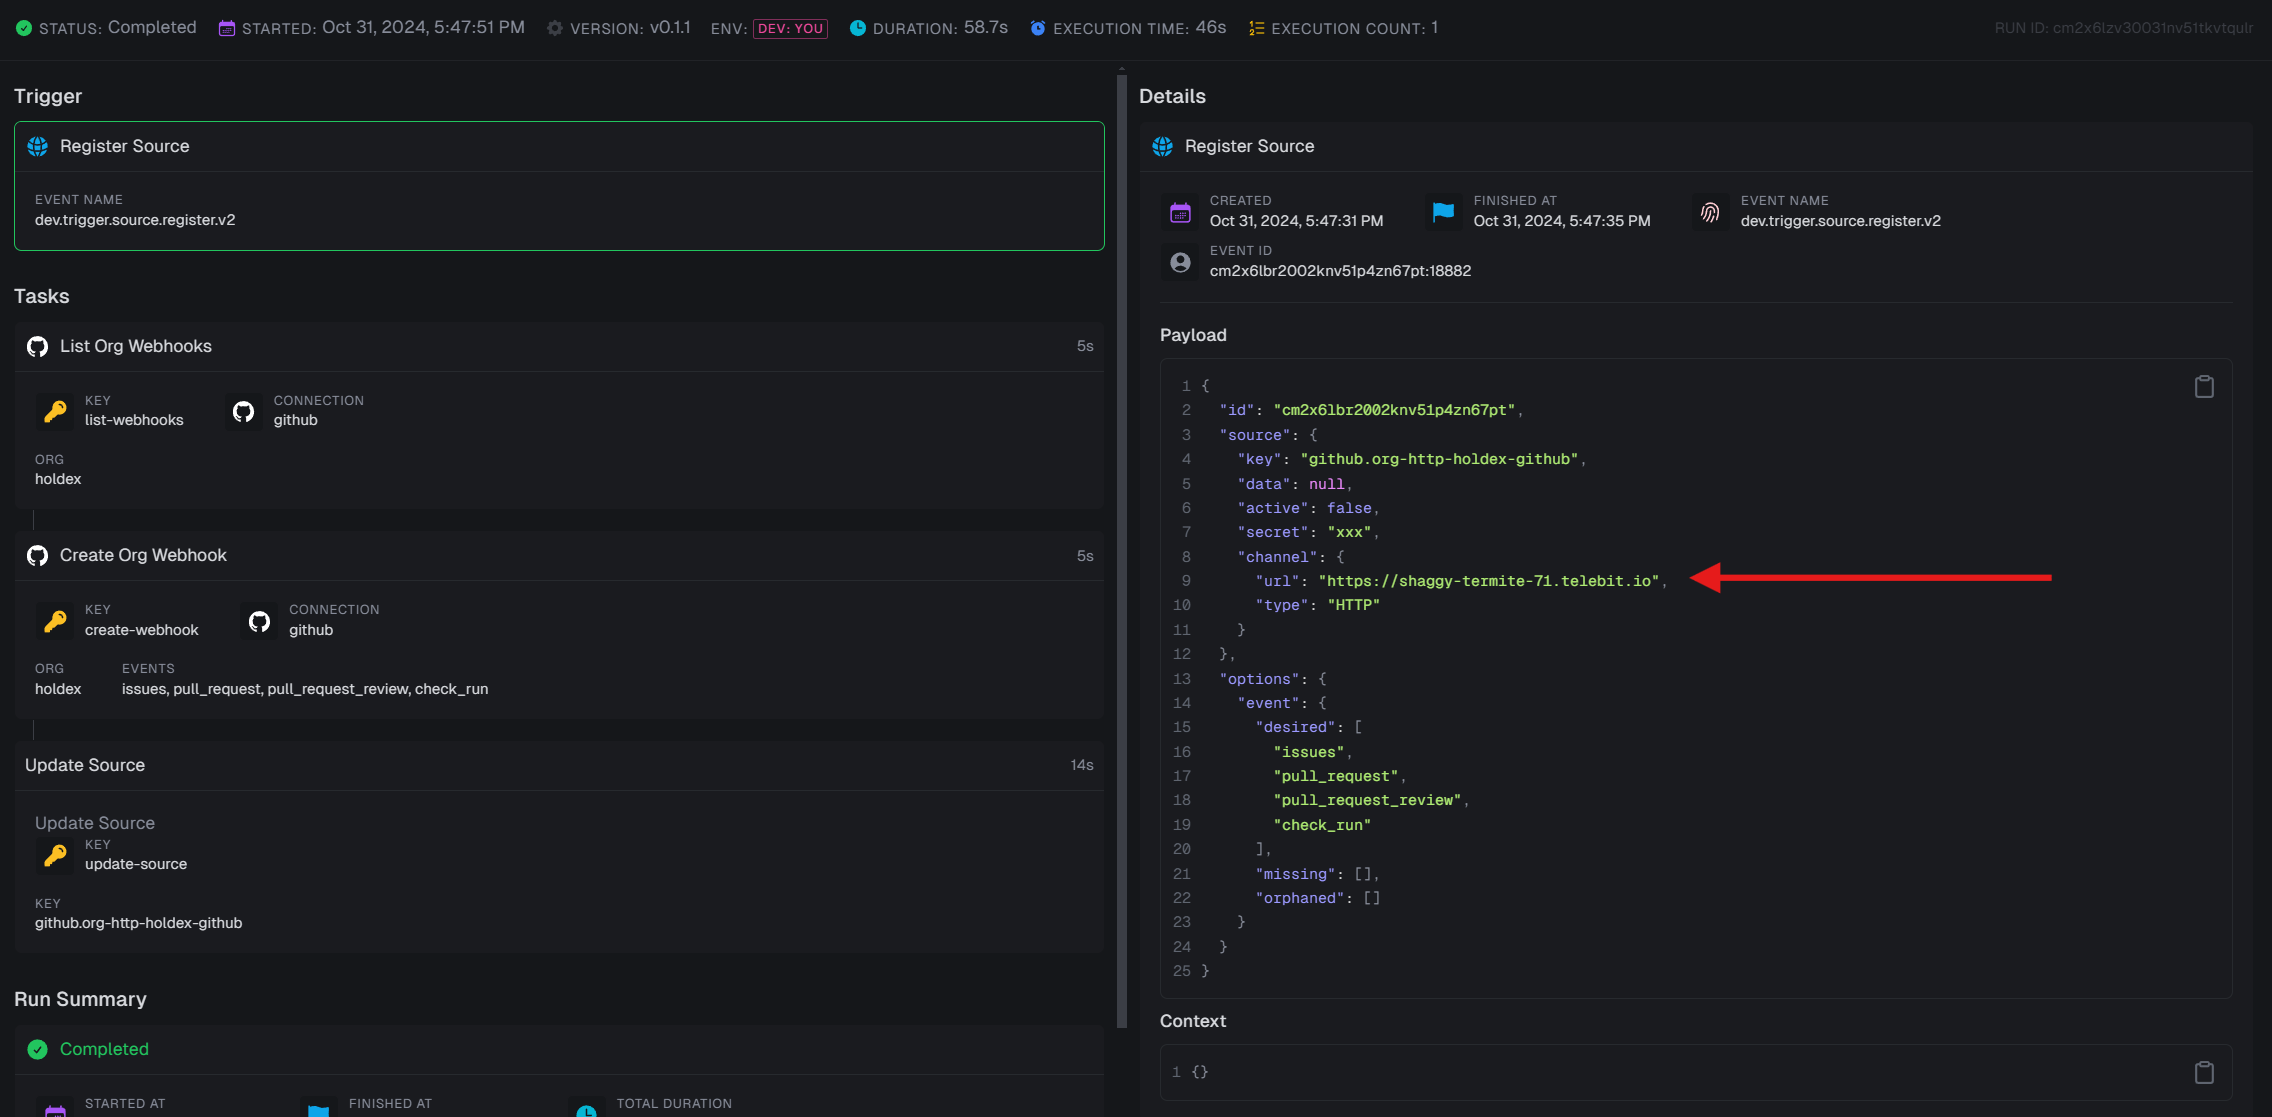 STATUS: Completed STARTED: Oct 31, 2024, 5:47:51 PM VERSION: v0.1.1 ENV: DEV: YOU DURATION: 58.7s EXECUTION TIME: 46s EXECUTION COUNT: 1 RUN ID: cm2x6lzv30031nv51tkvtqulr
Trigger
Register Source
EVENT NAME
dev.trigger.source.register.v2
Tasks
List Org Webhooks 5s
KEY CONNECTION
list-webhooks github
ORG
holdex
Create Org Webhook 5s
KEY CONNECTION
create-webhook github
ORG EVENTS
holdex issues, pull_request, pull_request_review, check_run
Update Source 14s
Update Source
KEY
update-source
KEY
github.org-http-holdex-github
Run Summary
Completed
STARTED AT FINISHED AT TOTAL DURATION
Details
Register Source
CREATED FINISHED AT EVENT NAME
Oct 31, 2024, 5:47:31 PM Oct 31, 2024, 5:47:35 PM dev.trigger.source.register.v2
EVENT ID
cm2x6lbr2002knv51p4zn67pt:18882
Payload
1 {
2 "id": "cm2x6lbr2002knv51p4zn67pt",
3 "source": {
4 "key": "github.org-http-holdex-github",
5 "data": null,
6 "active": false,
7 "secret": "xxx",
8 "channel": {
9 "url": "https://shaggy-termite-71.telebit.io",
10 "type": "HTTP"
11 }
12 },
13 "options": {
14 "event": {
15 "desired": [
16 "issues",
17 "pull_request",
18 "pull_request_review",
19 "check_run"
20 ],
21 "missing": [],
22 "orphaned": []
23 }
24 }
25 }
Context
1 {}